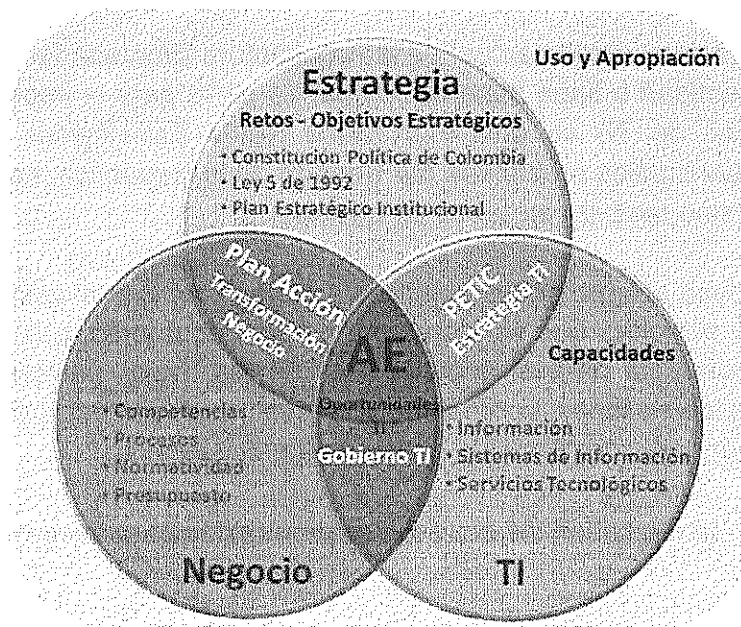 Uso y Apropiación
Estrategia
Retos - Objetivos Estratégicos
• Constitucion Política de Colombia
• Ley 5 de 1992
• Plan Estratégico Institucional
Plan Acción
Transformación
Negocio
PETIC
Estrategia TI
AE
Oportunidades
TI
Gobierno TI
Capacidades
• Competencias
• Procesos
• Normatividad
• Presupuesto
• Información
• Sistemas de Información
• Servicios Tecnológicos
Negocio
TI